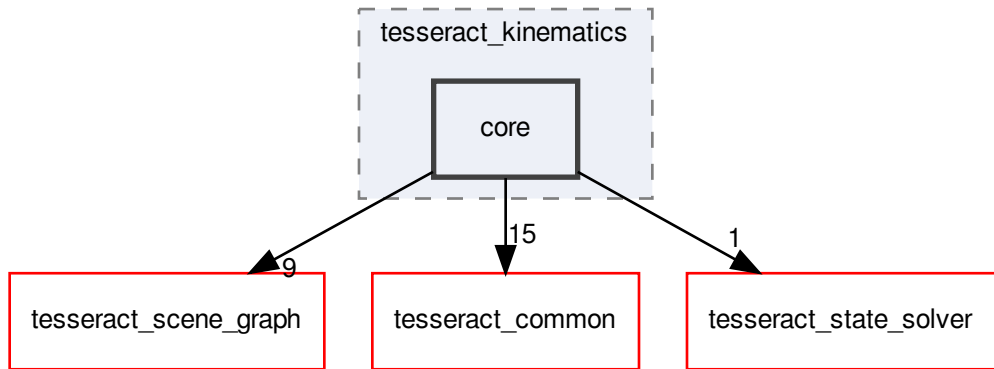 tesseract_kinematics
core
15
1
9
tesseract_scene_graph
tesseract_common
tesseract_state_solver